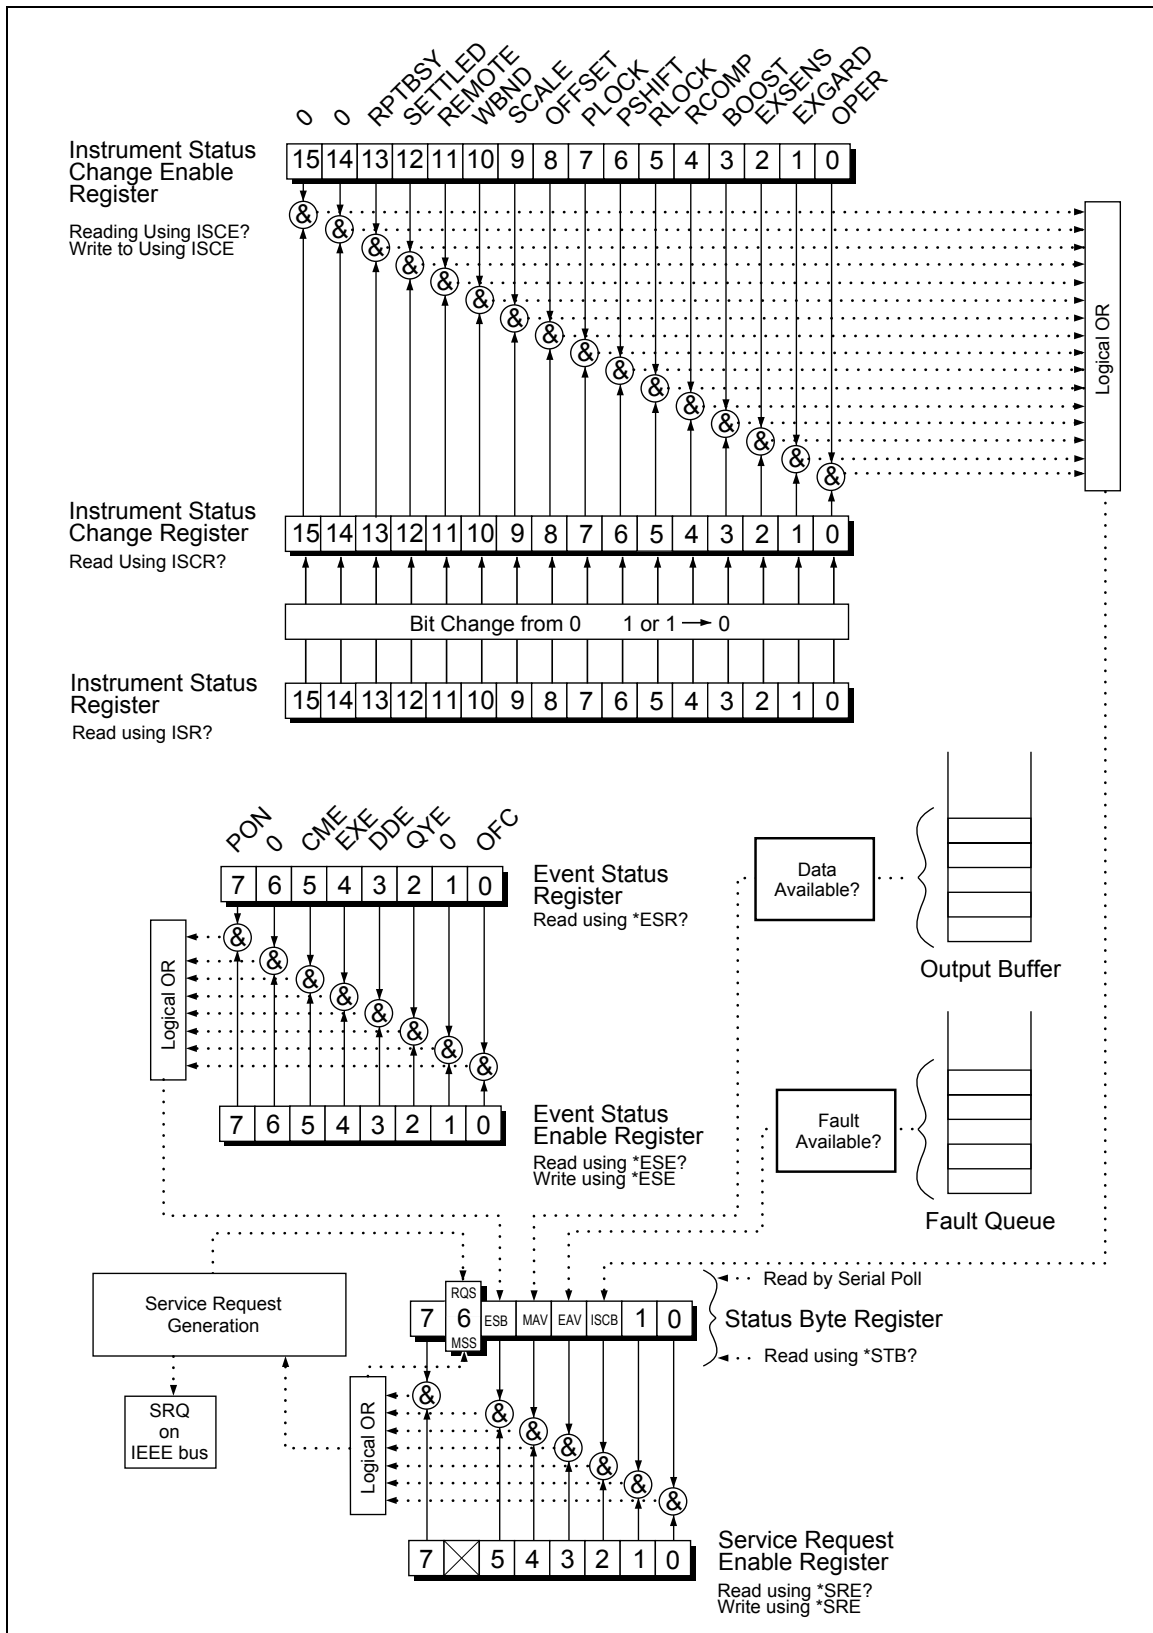 0 0 RPTBSY SETTLED REMOTE WBND SCALE OFFSET PLOCK PSHIFT RLOCK RCOMP BOOST EXSENS EXGARD OPER
Instrument Status
Change Enable
Register
15 14 13 12 11 10 9 8 7 6 5 4 3 2 1 0
Reading Using ISCE?
Write to Using ISCE
& & & & & & & & & & & & & & & &
Logical OR
Instrument Status
Change Register
15 14 13 12 11 10 9 8 7 6 5 4 3 2 1 0
Read Using ISCR?
Bit Change from 0 1 or 1 → 0
Instrument Status
Register
15 14 13 12 11 10 9 8 7 6 5 4 3 2 1 0
Read using ISR?
PON 0 CME EXE DDE QYE 0 OFC
7 6 5 4 3 2 1 0
Event Status
Register
Read using *ESR?
& & & & & & & &
Logical OR
7 6 5 4 3 2 1 0
Event Status
Enable Register
Read using *ESE?
Write using *ESE
Data
Available?
Output Buffer
Fault
Available?
Fault Queue
Service Request
Generation
SRQ
on
IEEE bus
RQS
7 6 ESB MAV EAV ISCB 1 0
MSS
Read by Serial Poll
Status Byte Register
Read using *STB?
& & & & & & &
Logical OR
7 5 4 3 2 1 0
Service Request
Enable Register
Read using *SRE?
Write using *SRE